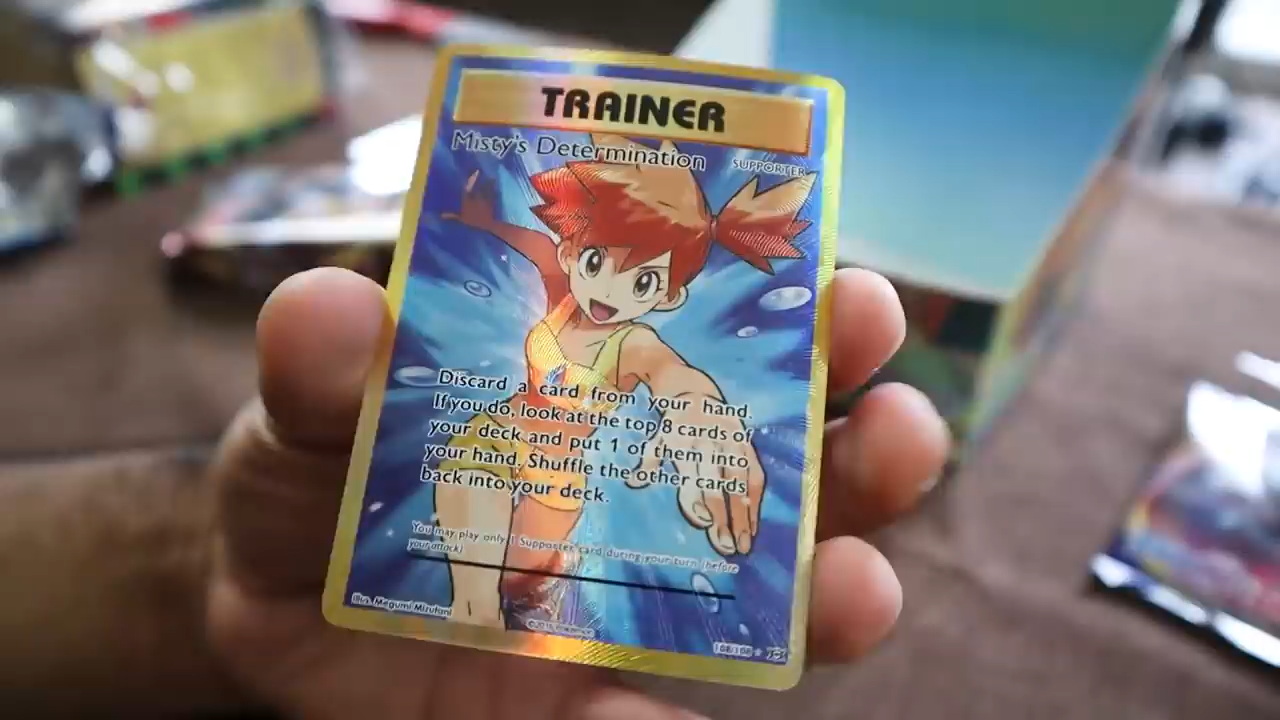 TRAINER
Misty's Determination
SUPPORTER
Discard a card from your hand.
If you do, look at the top 8 cards of
your deck and put 1 of them into
your hand. Shuffle the other cards
back into your deck.
You may play only 1 Supporter card during your turn (before
your attack).
Illus. Megumi Mizutani
©2016 Pokémon
108/108